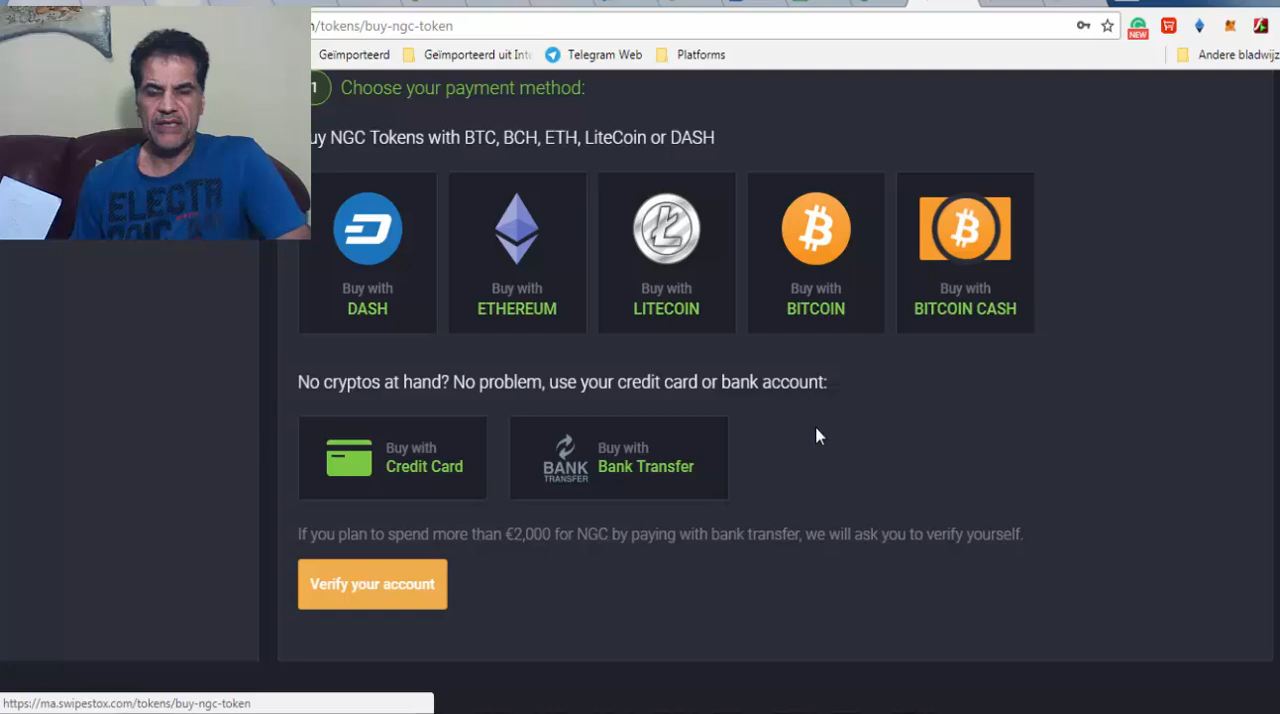 /tokens/buy-ngc-token
NEW
Geïmporteerd
Geïmporteerd uit
Telegram Web
Platforms
Andere bladwijz
1
Choose your payment method:
uy NGC Tokens with BTC, BCH, ETH, LiteCoin or DASH
Buy with
DASH
Buy with
ETHEREUM
Buy with
LITECOIN
Buy with
BITCOIN
Buy with
BITCOIN CASH
No cryptos at hand? No problem, use your credit card or bank account:
Buy with
Credit Card
BANK
TRANSFER
Buy with
Bank Transfer
If you plan to spend more than €2,000 for NGC by paying with bank transfer, we will ask you to verify yourself.
Verify your account
https://ma.swipestox.com/tokens/buy-ngc-token
ELECTR